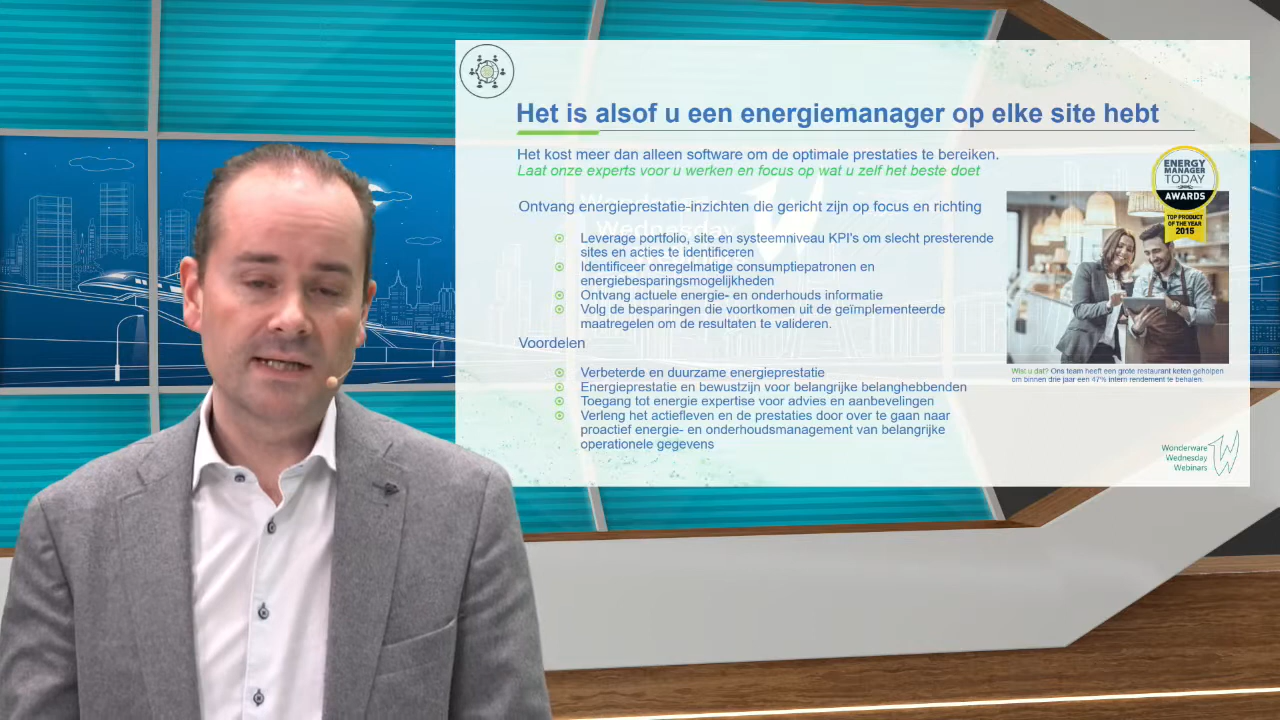 Het is alsof u een energiemanager op elke site hebt
Het kost meer dan alleen software om de optimale prestaties te bereiken.
Laat onze experts voor u werken en focus op wat u zelf het beste doet
Ontvang energieprestatie-inzichten die gericht zijn op focus en richting
Leverage portfolio, site en systeemniveau KPI's om slecht presterende
sites en acties te identificeren
Identificeer onregelmatige consumptiepatronen en
energiebesparingsmogelijkheden
Ontvang actuele energie- en onderhouds informatie
Volg de besparingen die voortkomen uit de geïmplementeerde
maatregelen om de resultaten te valideren.
Voordelen
Verbeterde en duurzame energieprestatie
Energieprestatie en bewustzijn voor belangrijke belanghebbenden
Toegang tot energie expertise voor advies en aanbevelingen
Verleng het actiefleven en de prestaties door over te gaan naar
proactief energie- en onderhoudsmanagement van belangrijke
operationele gegevens
ENERGY
MANAGER
TODAY
AWARDS
TOP PRODUCT
OF THE YEAR
2015
Wist u dat? Ons team heeft een grote restaurant keten geholpen
om binnen drie jaar een 47% intern rendement te behalen.
Wonderware
Wednesday
Webinars